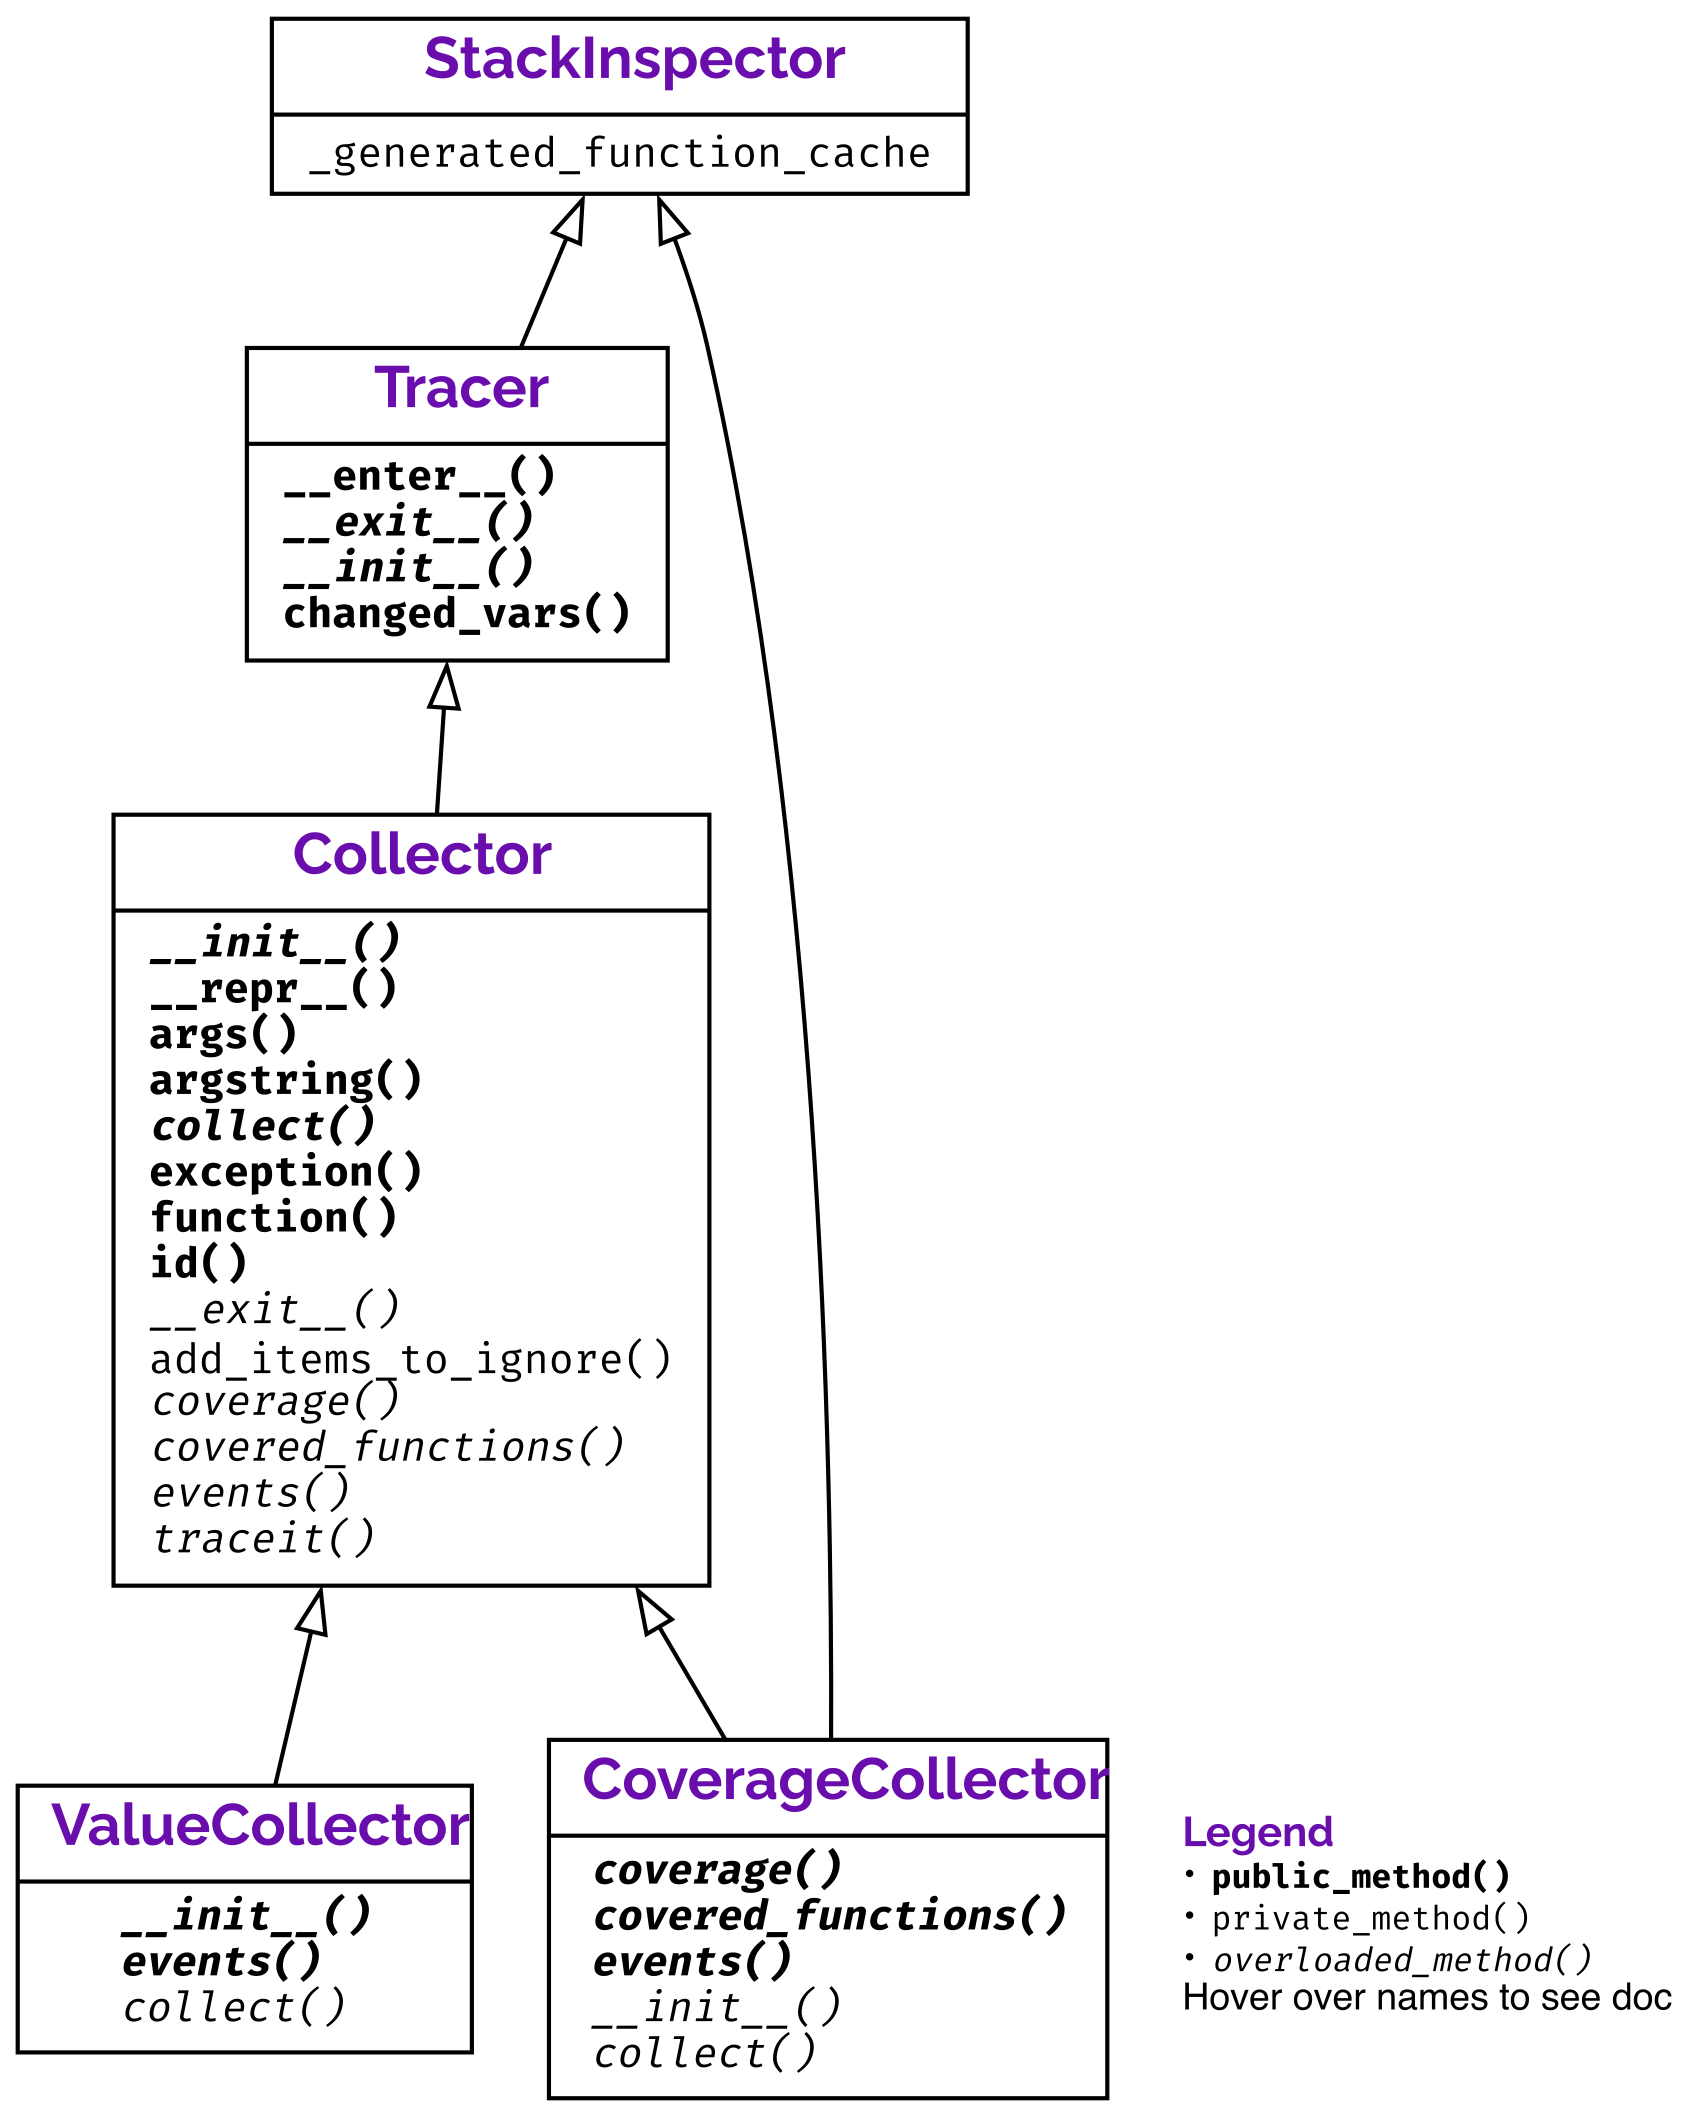 StackInspector
_generated_function_cache
Tracer
__enter__()
__exit__()
__init__()
changed_vars()
Collector
__init__()
__repr__()
args()
argstring()
collect()
exception()
function()
id()
__exit__()
add_items_to_ignore()
coverage()
covered_functions()
events()
traceit()
ValueCollector
__init__()
events()
collect()
CoverageCollector
coverage()
covered_functions()
events()
__init__()
collect()
Legend
• public_method()
• private_method()
• overloaded_method()
Hover over names to see doc